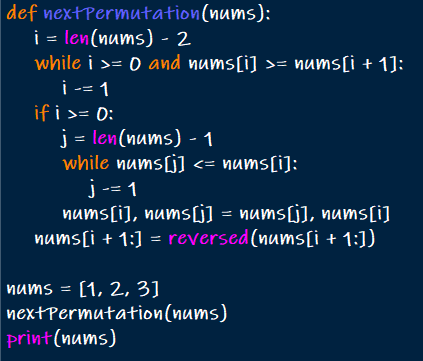 def nextPermutation(nums):
    i = len(nums) - 2
    while i >= 0 and nums[i] >= nums[i + 1]:
        i -= 1
    if i >= 0:
        j = len(nums) - 1
        while nums[j] <= nums[i]:
            j -= 1
        nums[i], nums[j] = nums[j], nums[i]
    nums[i + 1:] = reversed(nums[i + 1:])

nums = [1, 2, 3]
nextPermutation(nums)
print(nums)